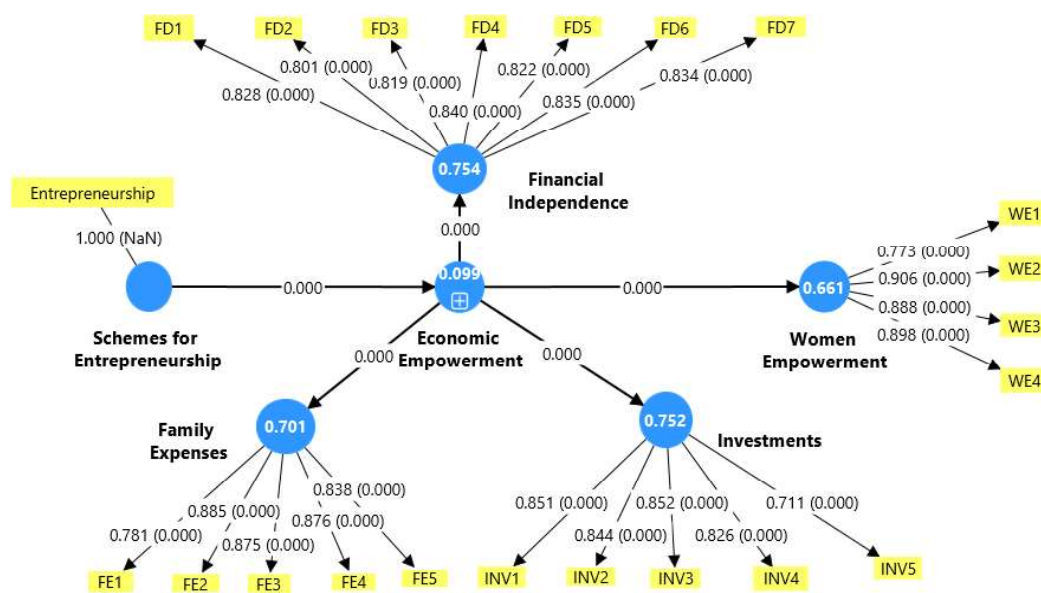 FD1
FD2
FD3
FD4
FD5
FD6
FD7
0.828 (0.000)
0.801 (0.000)
0.819 (0.000)
0.840 (0.000)
0.822 (0.000)
0.835 (0.000)
0.834 (0.000)
0.754
Financial
Independence
Entrepreneurship
1.000 (NaN)
0.000
Schemes for
Entrepreneurship
0.000
0.099
Economic
Empowerment
0.000
0.661
Women
Empowerment
WE1
WE2
WE3
WE4
0.773 (0.000)
0.906 (0.000)
0.888 (0.000)
0.898 (0.000)
0.000
0.000
0.701
Family
Expenses
0.781 (0.000)
0.885 (0.000)
0.875 (0.000)
0.876 (0.000)
0.838 (0.000)
FE1
FE2
FE3
FE4
FE5
0.752
Investments
0.851 (0.000)
0.844 (0.000)
0.852 (0.000)
0.826 (0.000)
0.711 (0.000)
INV1
INV2
INV3
INV4
INV5